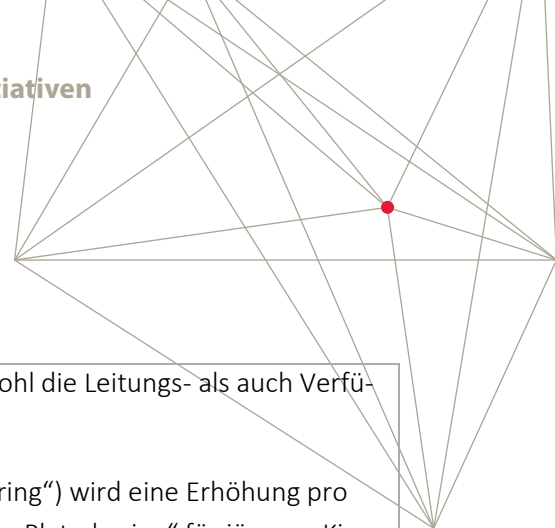 iativen
ohl die Leitungs- als auch Verfü-
ring“) wird eine Erhöhung pro